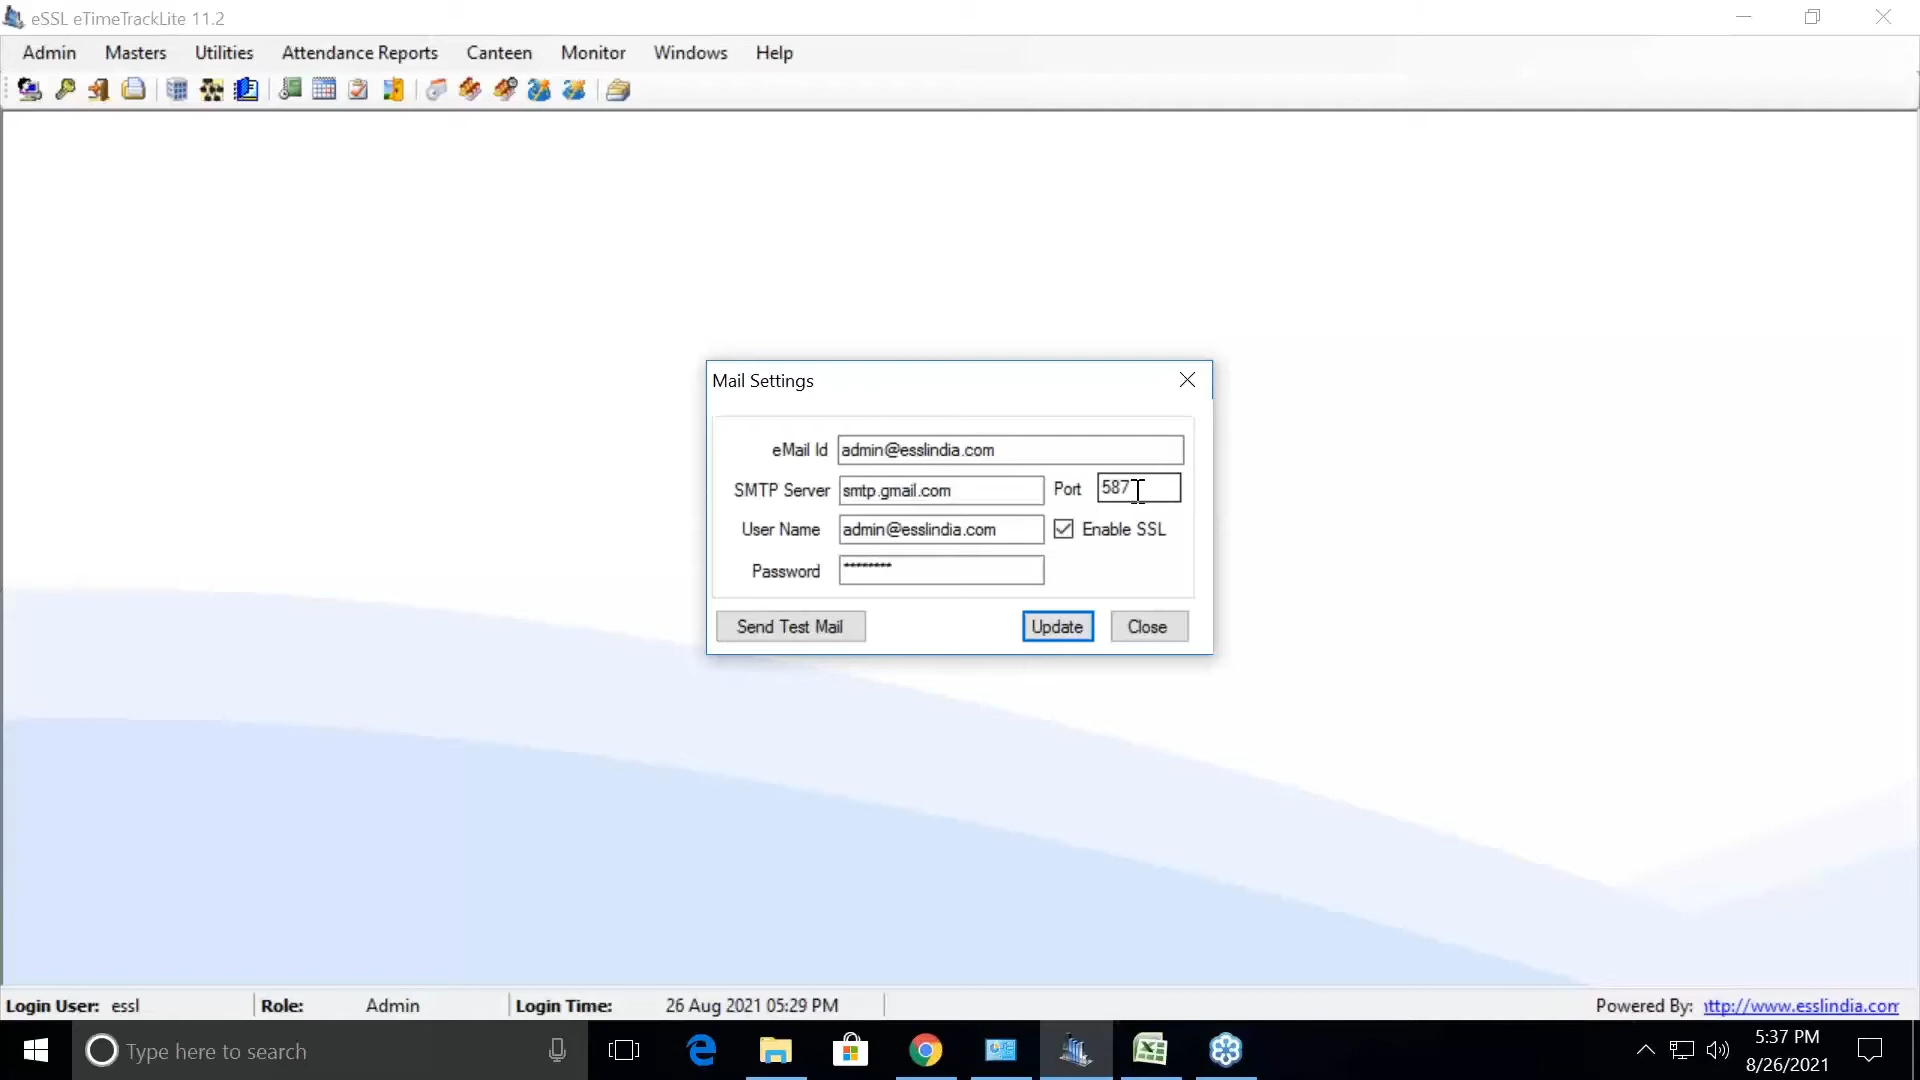 eSSL eTimeTrackLite 11.2
Admin Masters Utilities Attendance Reports Canteen Monitor Windows Help
Mail Settings
eMail Id admin@esslindia.com
SMTP Server smtp.gmail.com Port 587
User Name admin@esslindia.com Enable SSL
Password ********
Send Test Mail Update Close
Login User: essl Role: Admin Login Time: 26 Aug 2021 05:29 PM Powered By: ttp://www.esslindia.com
Type here to search
5:37 PM
8/26/2021